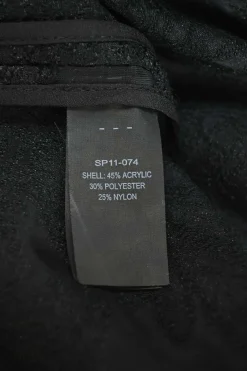 - - -
SP11-074
SHELL: 45% ACRYLIC
30% POLYESTER
25% NYLON